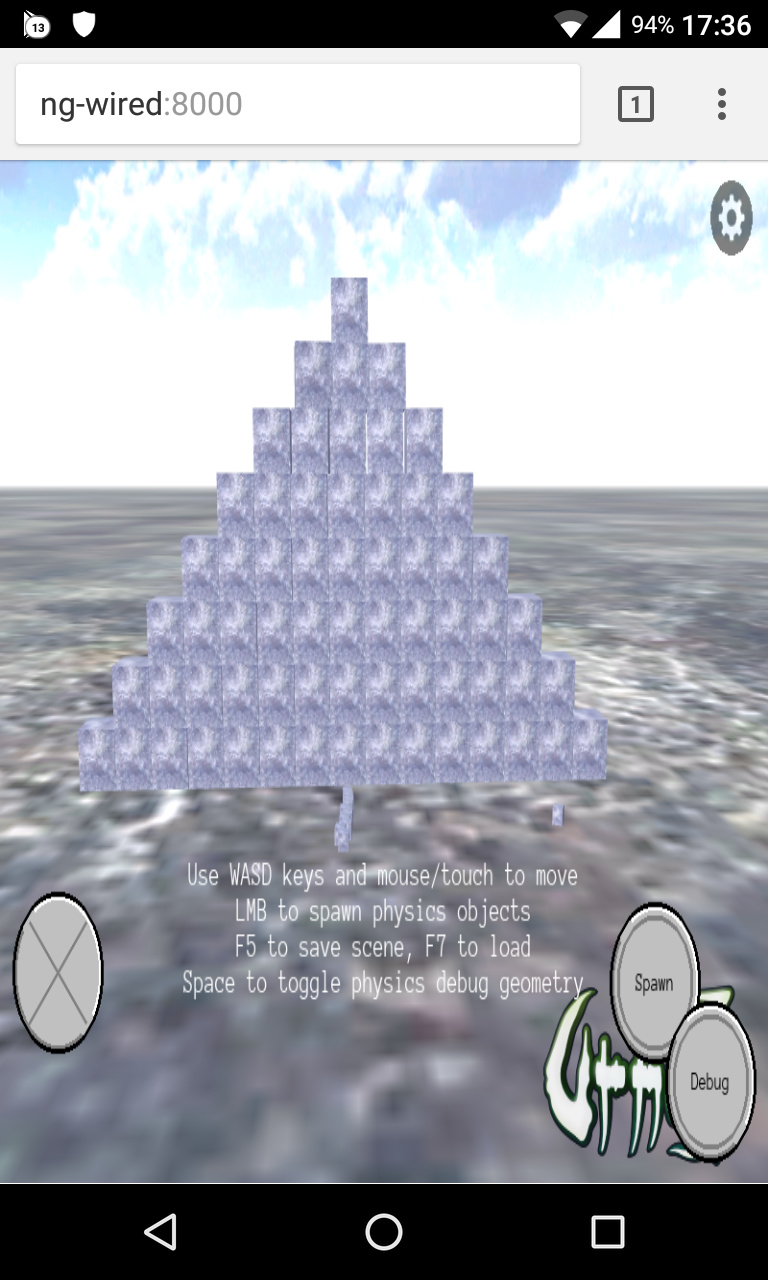 13
94% 17:36
ng-wired:8000
1
Use WASD keys and mouse/touch to move
LMB to spawn physics objects
F5 to save scene, F7 to load
Space to toggle physics debug geometry
Spawn
Debug